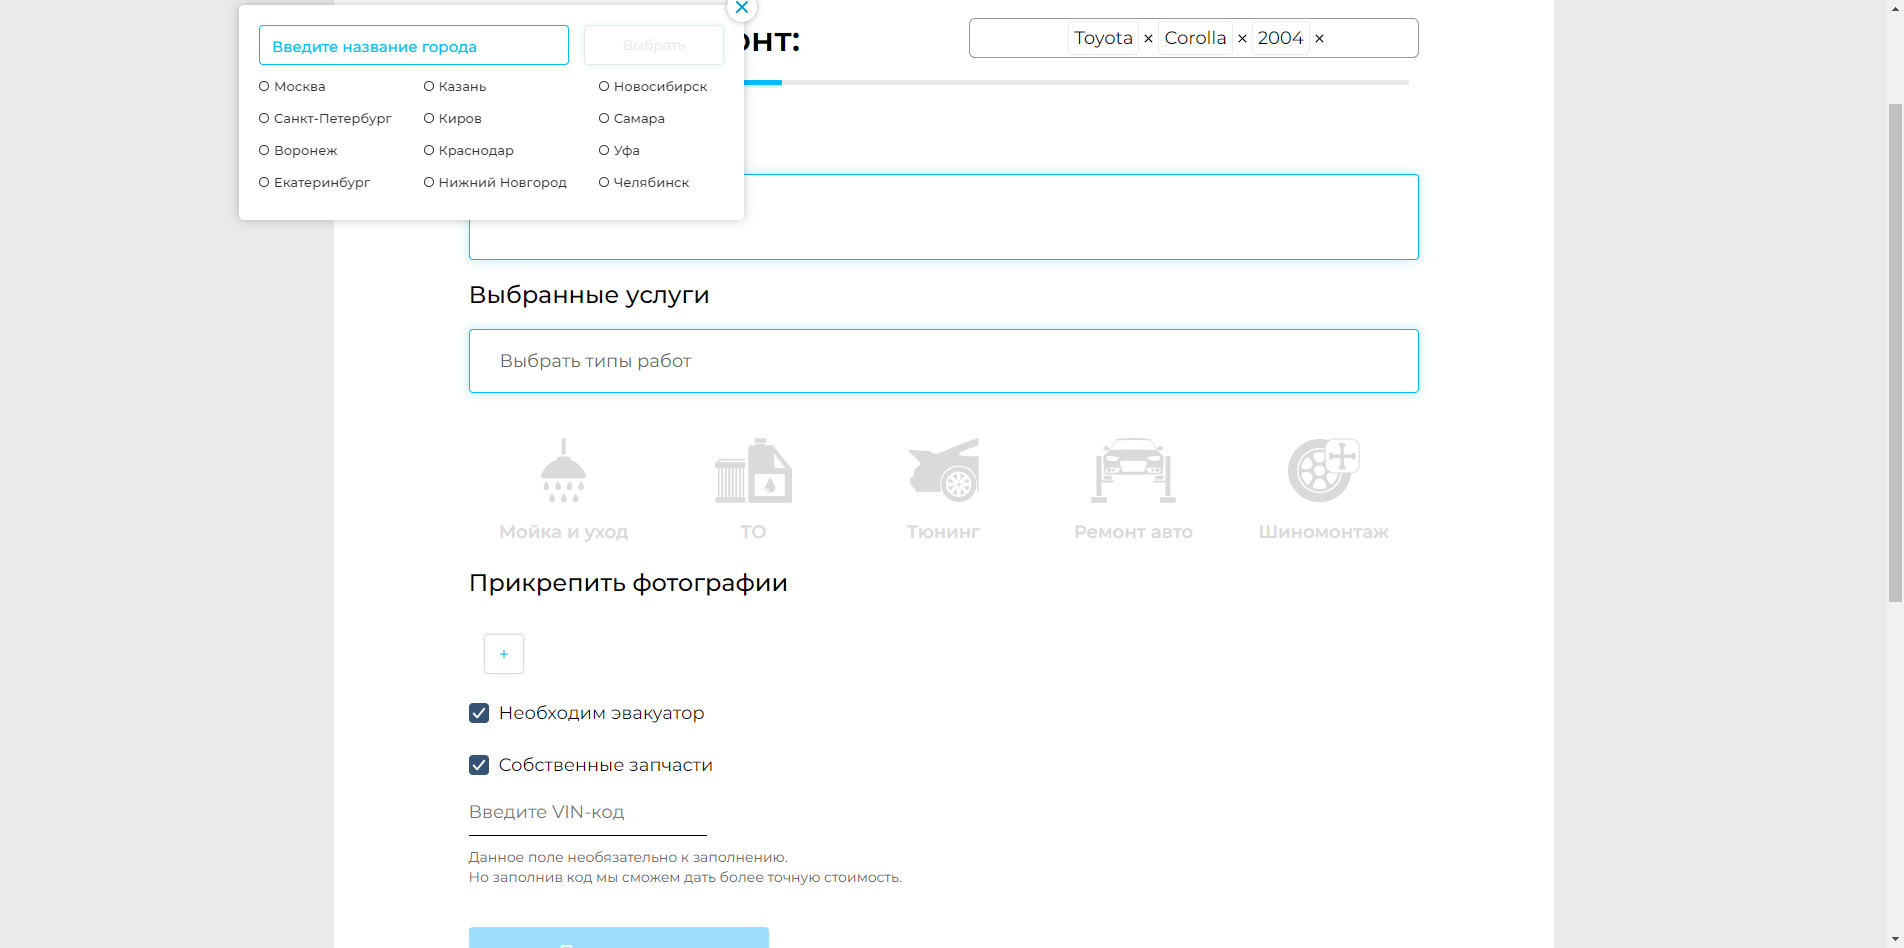 Введите название города
Выбрать
Москва
Казань
Новосибирск
Санкт-Петербург
Киров
Самара
Воронеж
Краснодар
Уфа
Екатеринбург
Нижний Новгород
Челябинск
Toyota × Corolla × 2004 ×
Выбранные услуги
Выбрать типы работ
Мойка и уход
ТО
Тюнинг
Ремонт авто
Шиномонтаж
Прикрепить фотографии
+
Необходим эвакуатор
Собственные запчасти
Введите VIN-код
Данное поле необязательно к заполнению.
Но заполнив код мы сможем дать более точную стоимость.